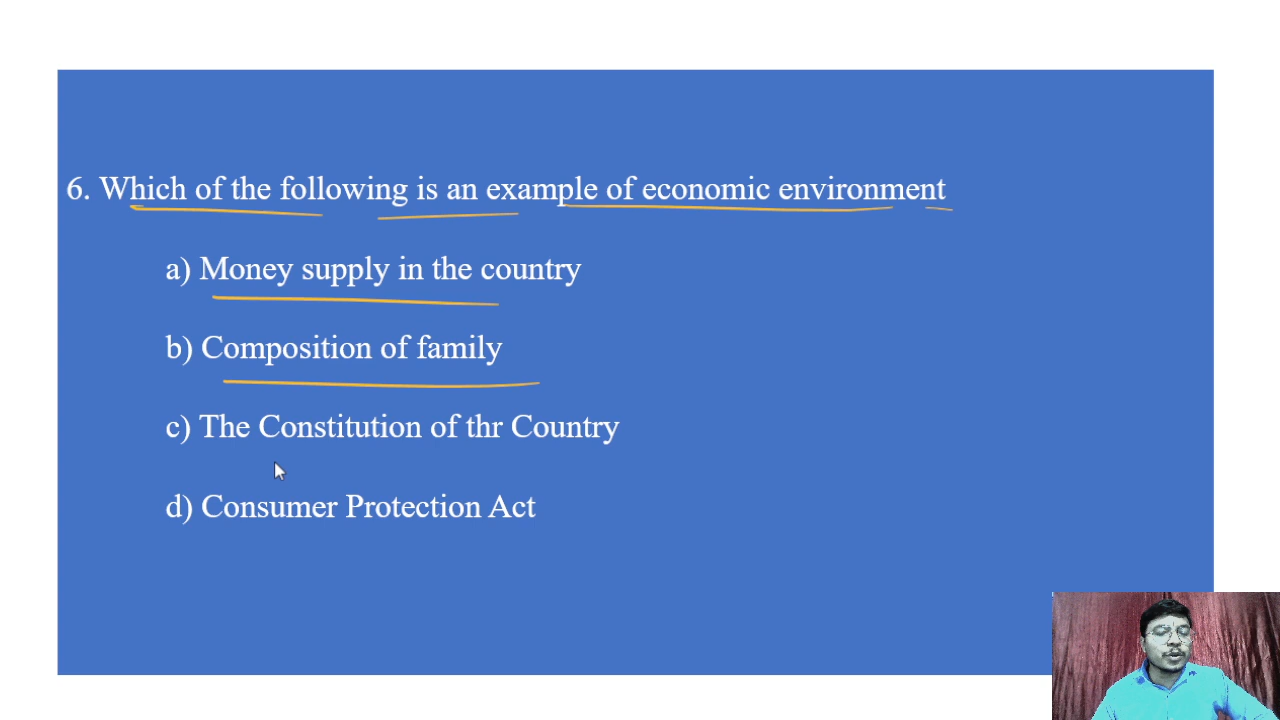 6. Which of the following is an example of economic environment
a) Money supply in the country
b) Composition of family
c) The Constitution of thr Country
d) Consumer Protection Act